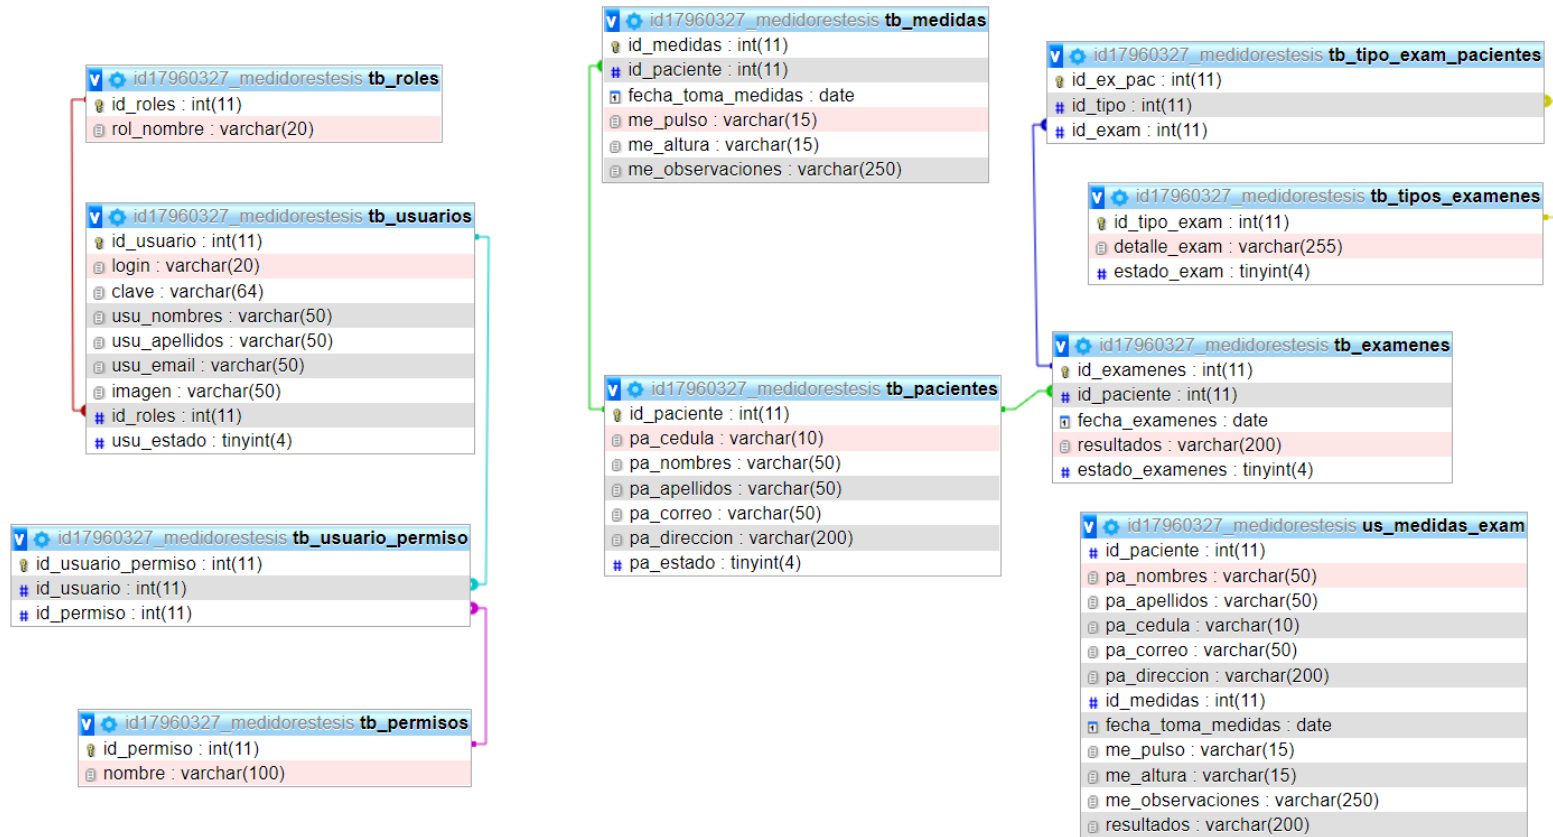 id17960327_medidorestesis tb_roles
id_roles : int(11)
rol_nombre : varchar(20)
id17960327_medidorestesis tb_usuarios
id_usuario : int(11)
login : varchar(20)
clave : varchar(64)
usu_nombres : varchar(50)
usu_apellidos : varchar(50)
usu_email : varchar(50)
imagen : varchar(50)
id_roles : int(11)
usu_estado : tinyint(4)
id17960327_medidorestesis tb_usuario_permiso
id_usuario_permiso : int(11)
id_usuario : int(11)
id_permiso : int(11)
id17960327_medidorestesis tb_permisos
id_permiso : int(11)
nombre : varchar(100)
id17960327_medidorestesis tb_medidas
id_medidas : int(11)
id_paciente : int(11)
fecha_toma_medidas : date
me_pulso : varchar(15)
me_altura : varchar(15)
me_observaciones : varchar(250)
id17960327_medidorestesis tb_pacientes
id_paciente : int(11)
pa_cedula : varchar(10)
pa_nombres : varchar(50)
pa_apellidos : varchar(50)
pa_correo : varchar(50)
pa_direccion : varchar(200)
pa_estado : tinyint(4)
id17960327_medidorestesis tb_tipo_exam_pacientes
id_ex_pac : int(11)
id_tipo : int(11)
id_exam : int(11)
id17960327_medidorestesis tb_tipos_examenes
id_tipo_exam : int(11)
detalle_exam : varchar(255)
estado_exam : tinyint(4)
id17960327_medidorestesis tb_examenes
id_examenes : int(11)
id_paciente : int(11)
fecha_examenes : date
resultados : varchar(200)
estado_examenes : tinyint(4)
id17960327_medidorestesis us_medidas_exam
id_paciente : int(11)
pa_nombres : varchar(50)
pa_apellidos : varchar(50)
pa_cedula : varchar(10)
pa_correo : varchar(50)
pa_direccion : varchar(200)
id_medidas : int(11)
fecha_toma_medidas : date
me_pulso : varchar(15)
me_altura : varchar(15)
me_observaciones : varchar(250)
resultados : varchar(200)